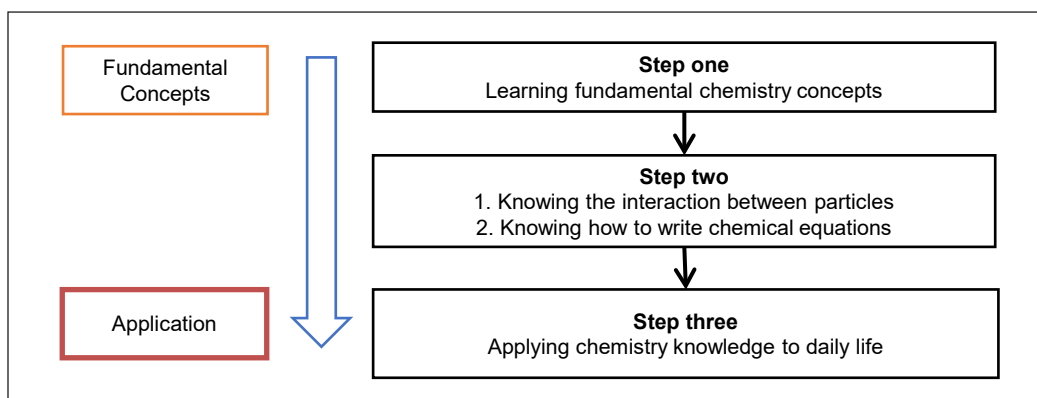 Fundamental
Concepts
Step one
Learning fundamental chemistry concepts
Step two
1. Knowing the interaction between particles
2. Knowing how to write chemical equations
Application
Step three
Applying chemistry knowledge to daily life